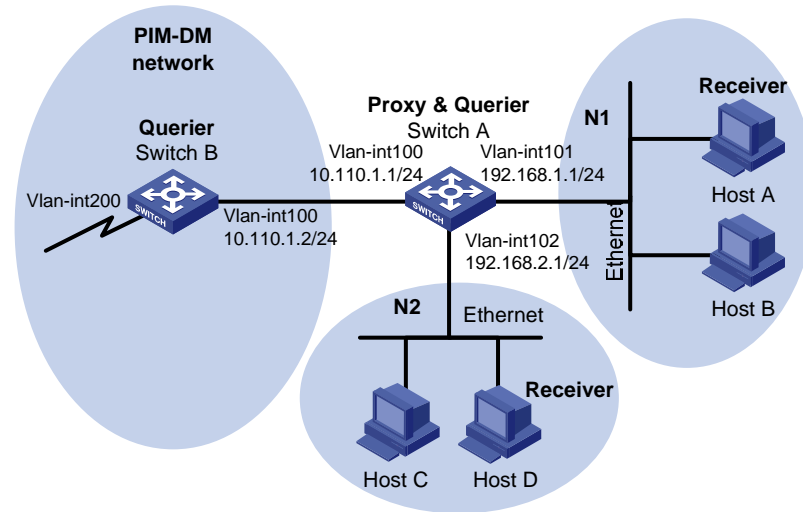 PIM-DM
network
Querier
Switch B
Vlan-int200
SWITCH
Vlan-int100
10.110.1.2/24
Proxy & Querier
Switch A
Vlan-int100
10.110.1.1/24
Vlan-int101
192.168.1.1/24
SWITCH
Vlan-int102
192.168.2.1/24
N1
Receiver
Host A
Ethernet
Host B
N2
Ethernet
Receiver
Host C
Host D